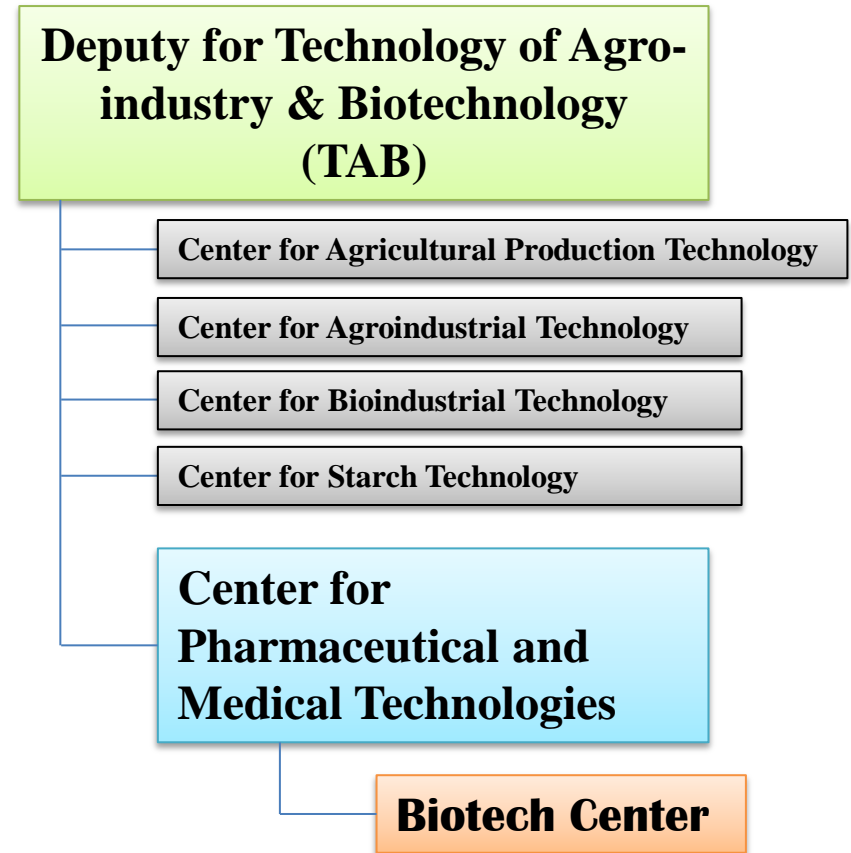 Deputy for Technology of Agro-
industry & Biotechnology
(TAB)
Center for Agricultural Production Technology
Center for Agroindustrial Technology
Center for Bioindustrial Technology
Center for Starch Technology
Center for
Pharmaceutical and
Medical Technologies
Biotech Center